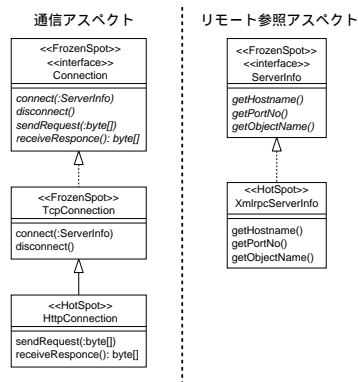 通信アスペクト
<<FrozenSpot>>
<<interface>>
Connection
connect(:ServerInfo)
disconnect()
sendRequest(:byte[])
receiveResponce(): byte[]
<<FrozenSpot>>
TcpConnection
connect(:ServerInfo)
disconnect()
<<HotSpot>>
HttpConnection
sendRequest(:byte[])
receiveResponce(): byte[]
リモート参照アスペクト
<<FrozenSpot>>
<<interface>>
ServerInfo
getHostname()
getPortNo()
getObjectName()
<<HotSpot>>
XmlrpcServerInfo
getHostname()
getPortNo()
getObjectName()